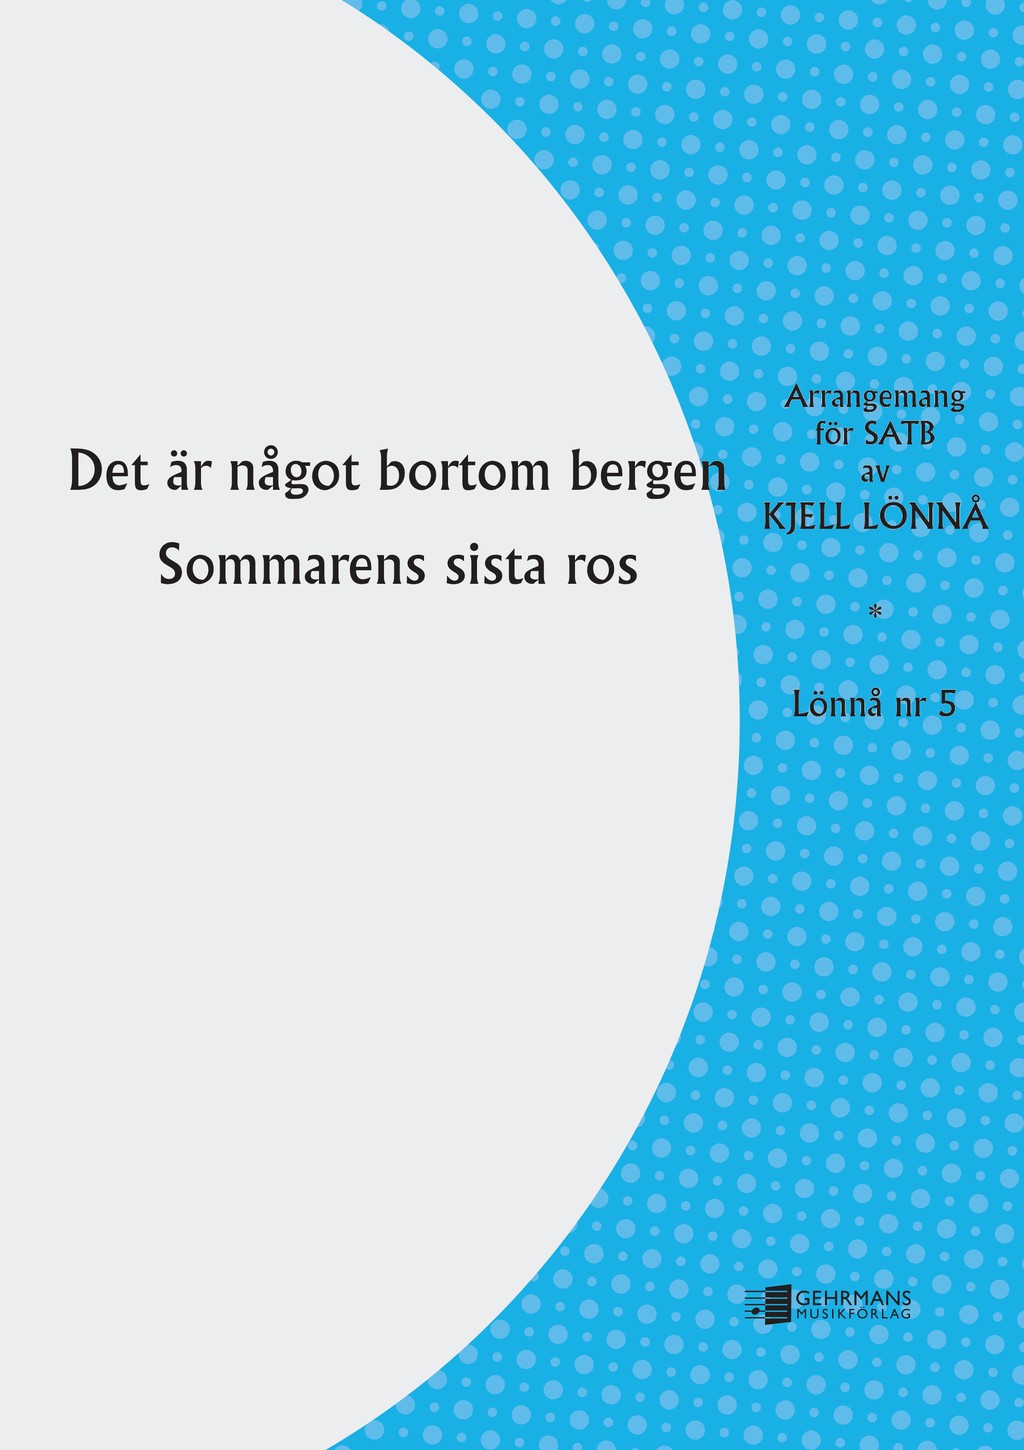 Det är något bortom bergen
Sommarens sista ros
Arrangemang
för SATB
av
KJELL LÖNNÅ
*
Lönnå nr 5
GEHRMANS
MUSIKFÖRLAG